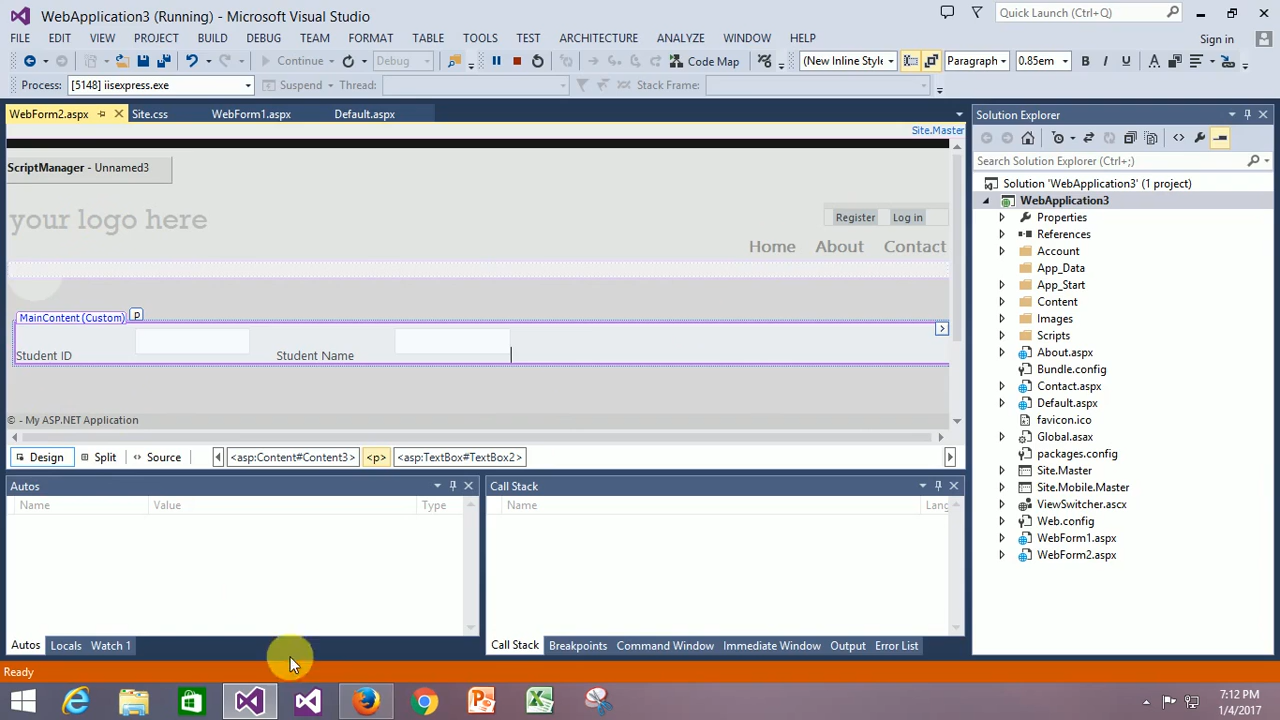 WebApplication3 (Running) - Microsoft Visual Studio
Quick Launch (Ctrl+Q)
FILE EDIT VIEW PROJECT BUILD DEBUG TEAM FORMAT TABLE TOOLS TEST ARCHITECTURE ANALYZE WINDOW HELP
Sign in
Continue Debug Code Map (New Inline Style Paragraph 0.85em B I U A
Process: [5148] iisexpress.exe Suspend Thread: Stack Frame:
WebForm2.aspx Site.css WebForm1.aspx Default.aspx
Site.Master
ScriptManager - Unnamed3
your logo here
Register Log in
Home About Contact
MainContent (Custom) p
Student ID Student Name
© - My ASP.NET Application
Design Split Source <asp:Content#Content3> <p> <asp:TextBox#TextBox2>
Autos
Name Value Type
Autos Locals Watch 1
Call Stack
Name Lang
Call Stack Breakpoints Command Window Immediate Window Output Error List
Solution Explorer
Search Solution Explorer (Ctrl+;)
Solution 'WebApplication3' (1 project)
WebApplication3
Properties
References
Account
App_Data
App_Start
Content
Images
Scripts
About.aspx
Bundle.config
Contact.aspx
Default.aspx
favicon.ico
Global.asax
packages.config
Site.Master
Site.Mobile.Master
ViewSwitcher.ascx
Web.config
WebForm1.aspx
WebForm2.aspx
Ready
7:12 PM
1/4/2017